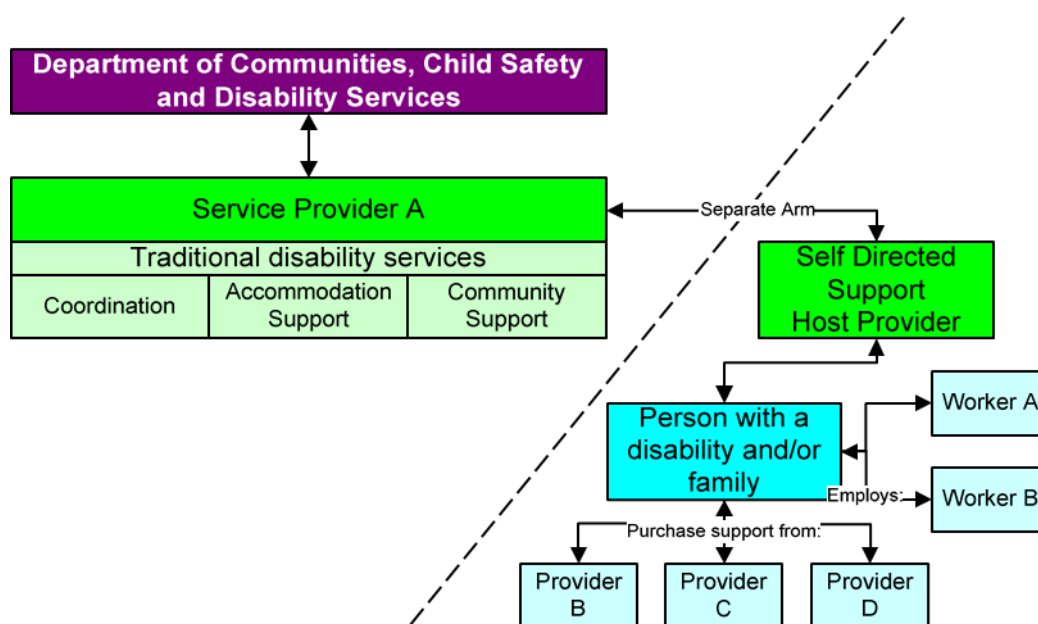 Department of Communities, Child Safety
and Disability Services
Service Provider A
Traditional disability services
Coordination
Accommodation
Support
Community
Support
Separate Arm
Self Directed
Support
Host Provider
Person with a
disability and/or
family
Worker A
Employs:
Worker B
Purchase support from:
Provider
B
Provider
C
Provider
D